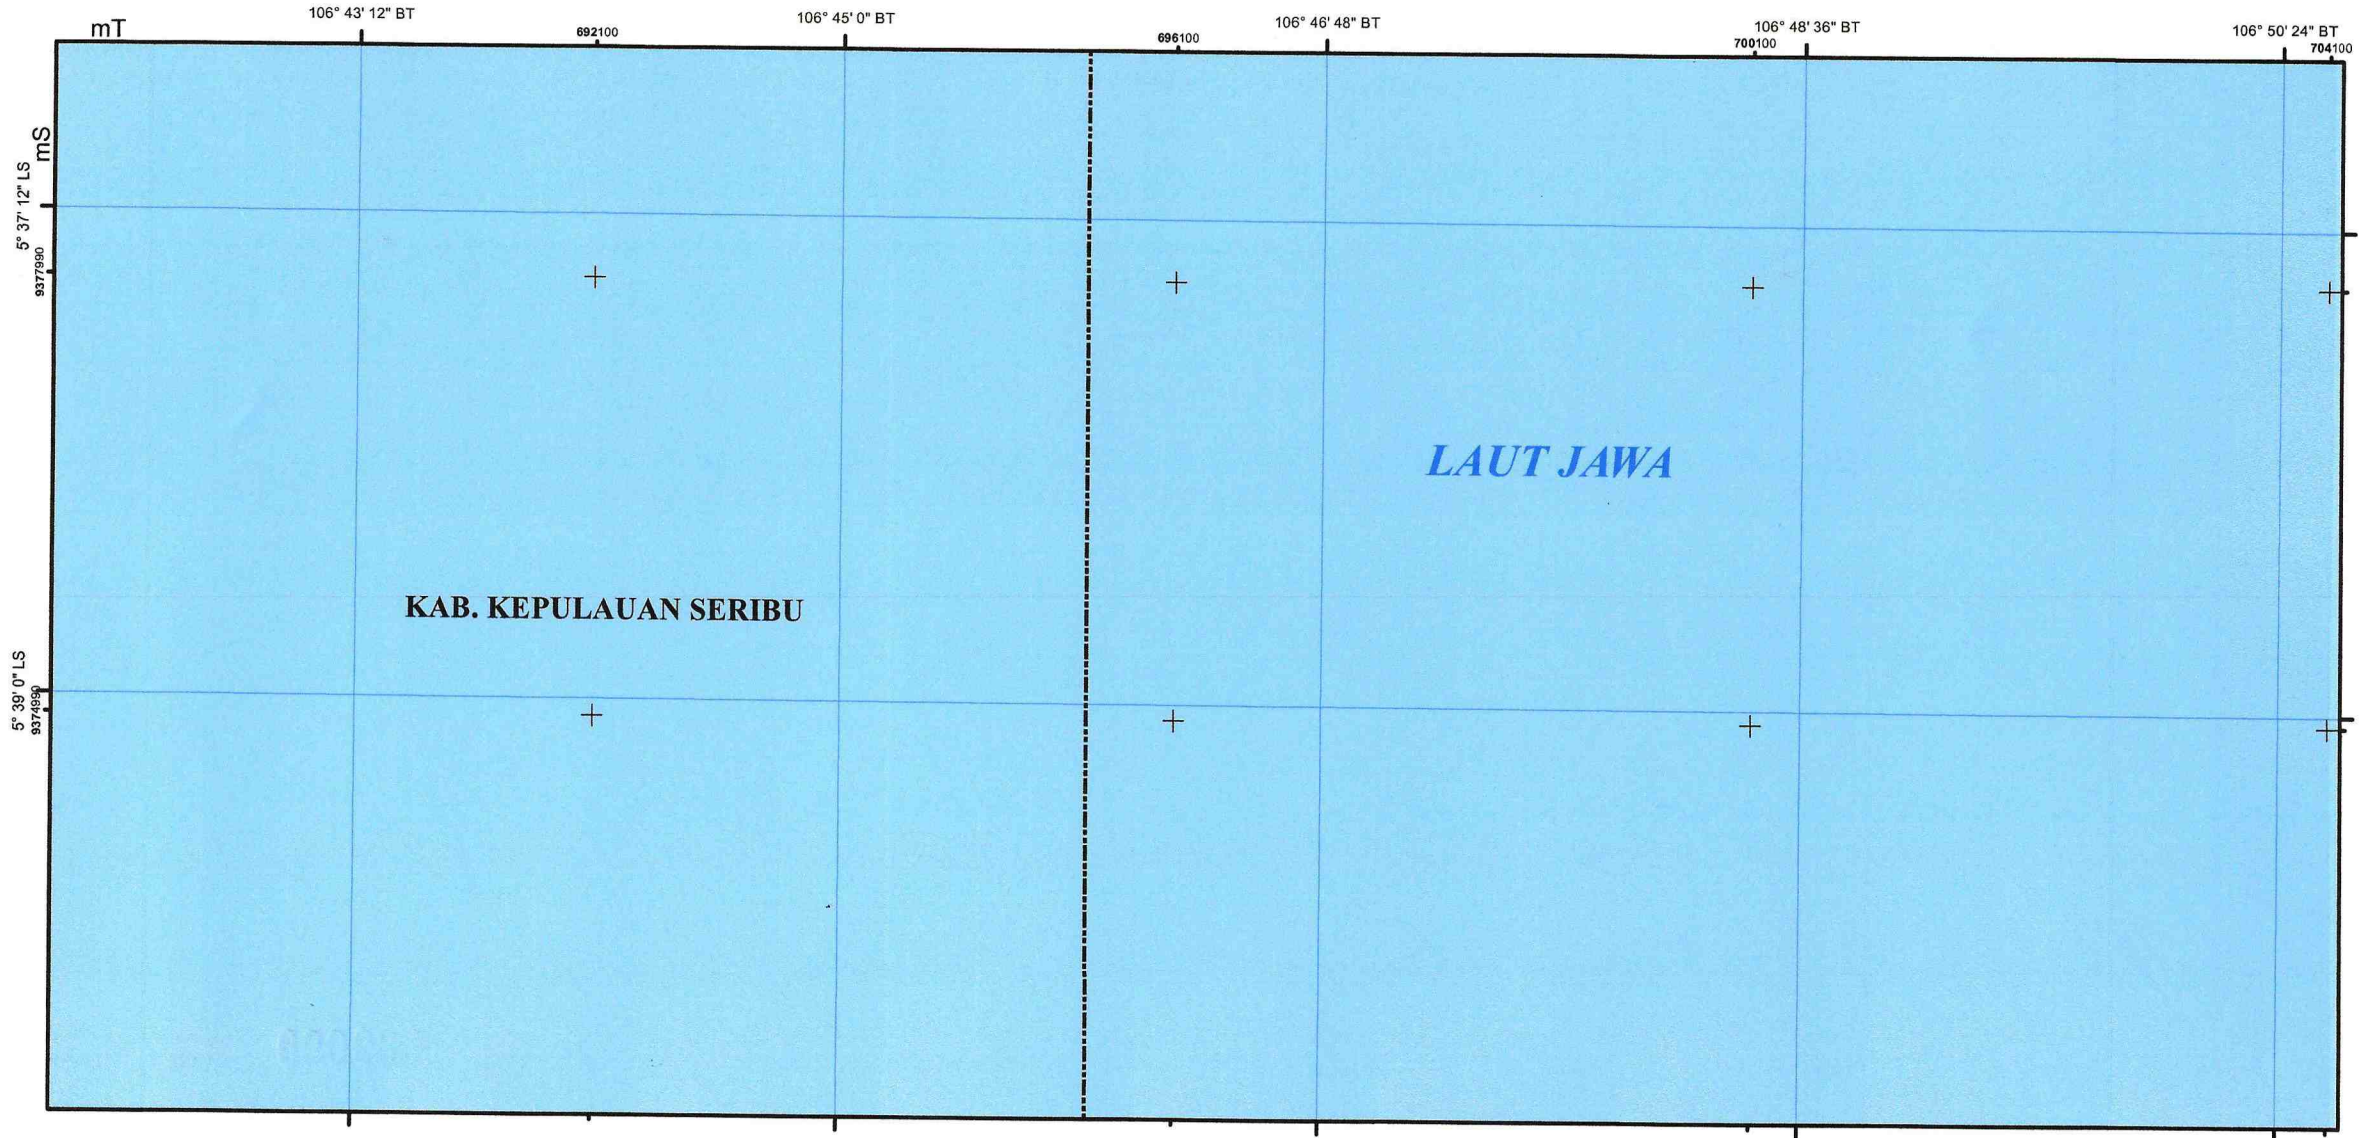 mT
106° 43' 12" BT
106° 45' 0" BT
106° 46' 48" BT
106° 48' 36" BT
106° 50' 24" BT
692100
696100
700100
704100
mS
5° 37' 12" LS
9377990
LAUT JAWA
KAB. KEPULAUAN SERIBU
5° 39' 0" LS
9374990